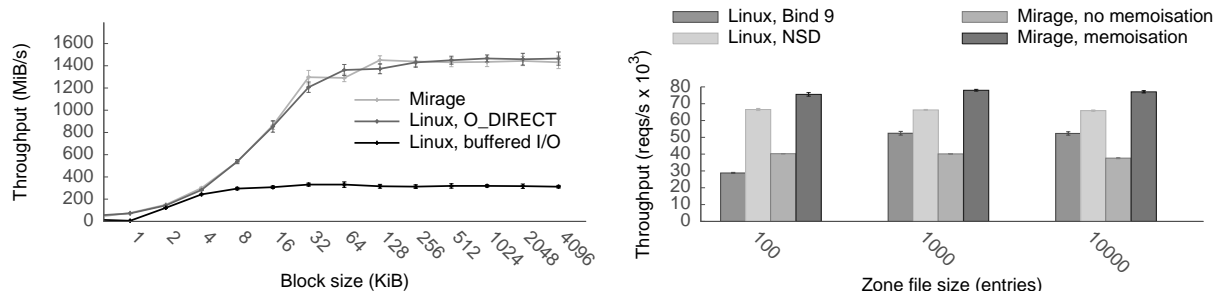 Throughput (MiB/s)
1600
1400
1200
1000
800
600
400
200
0
Mirage
Linux, O_DIRECT
Linux, buffered I/O
1 2 4 8 16 32 64 128 256 512 1024 2048 4096
Block size (KiB)
Linux, Bind 9
Linux, NSD
Mirage, no memoisation
Mirage, memoisation
Throughput (reqs/s x 10³)
80
70
60
50
40
30
20
10
0
100 1000 10000
Zone file size (entries)